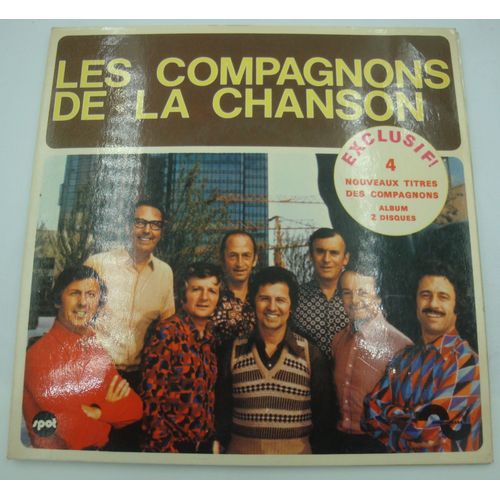 LES COMPAGNONS
DE LA CHANSON
EXCLUSIF!
4
NOUVEAUX TITRES
DES COMPAGNONS
ALBUM
2 DISQUES
spot